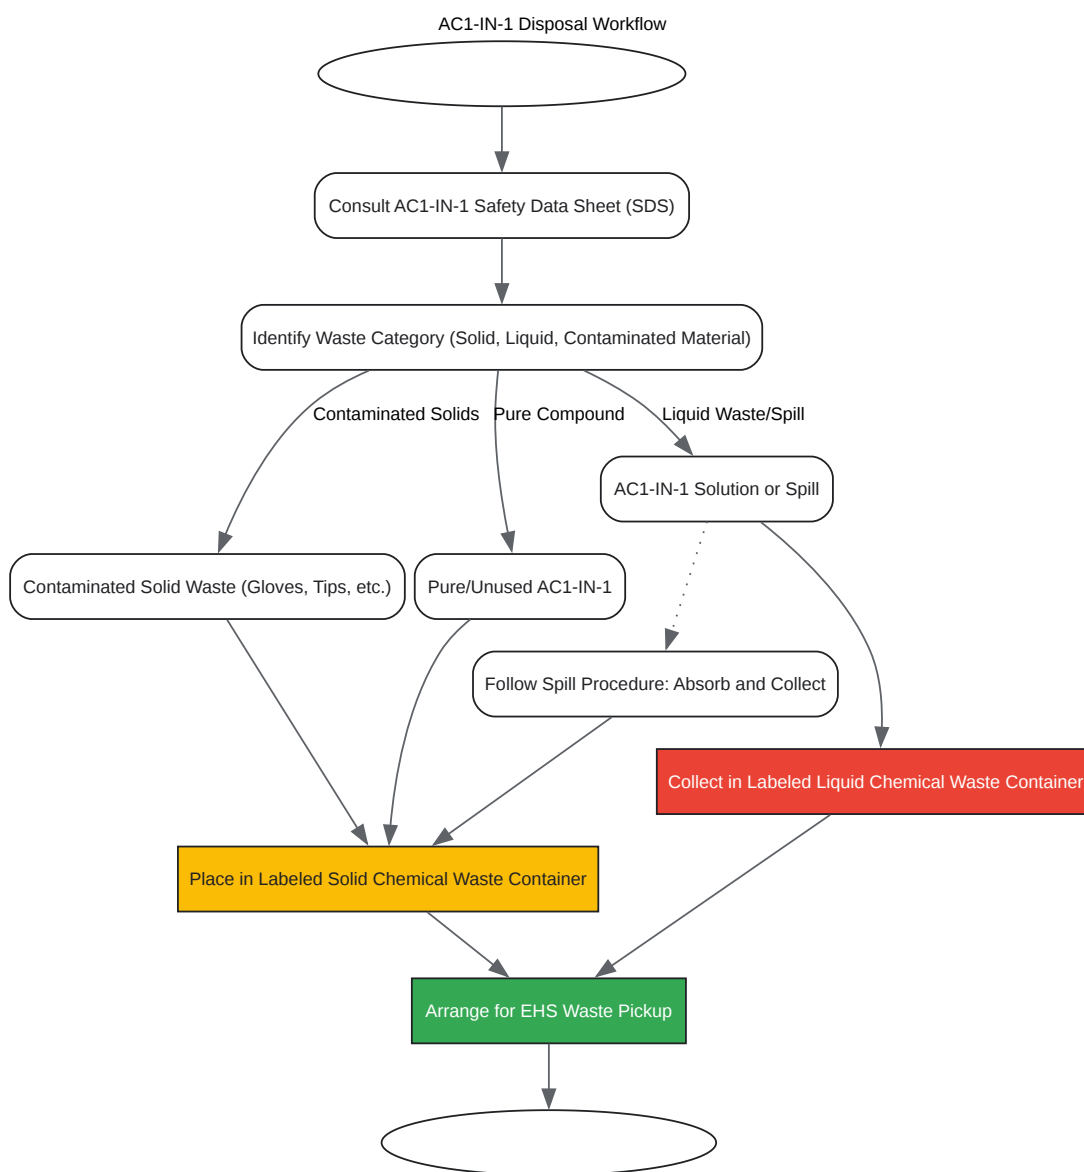 AC1-IN-1 Disposal Workflow
Consult AC1-IN-1 Safety Data Sheet (SDS)
Identify Waste Category (Solid, Liquid, Contaminated Material)
Contaminated Solids
Pure Compound
Liquid Waste/Spill
AC1-IN-1 Solution or Spill
Contaminated Solid Waste (Gloves, Tips, etc.)
Pure/Unused AC1-IN-1
Follow Spill Procedure: Absorb and Collect
Collect in Labeled Liquid Chemical Waste Container
Place in Labeled Solid Chemical Waste Container
Arrange for EHS Waste Pickup